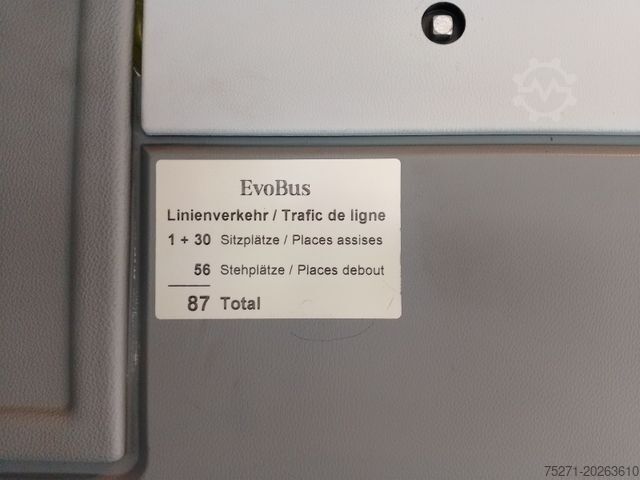 EvoBus
Linienverkehr / Trafic de ligne
1 + 30 Sitzplätze / Places assises
56 Stehplätze / Places debout
87 Total
75271-20263610